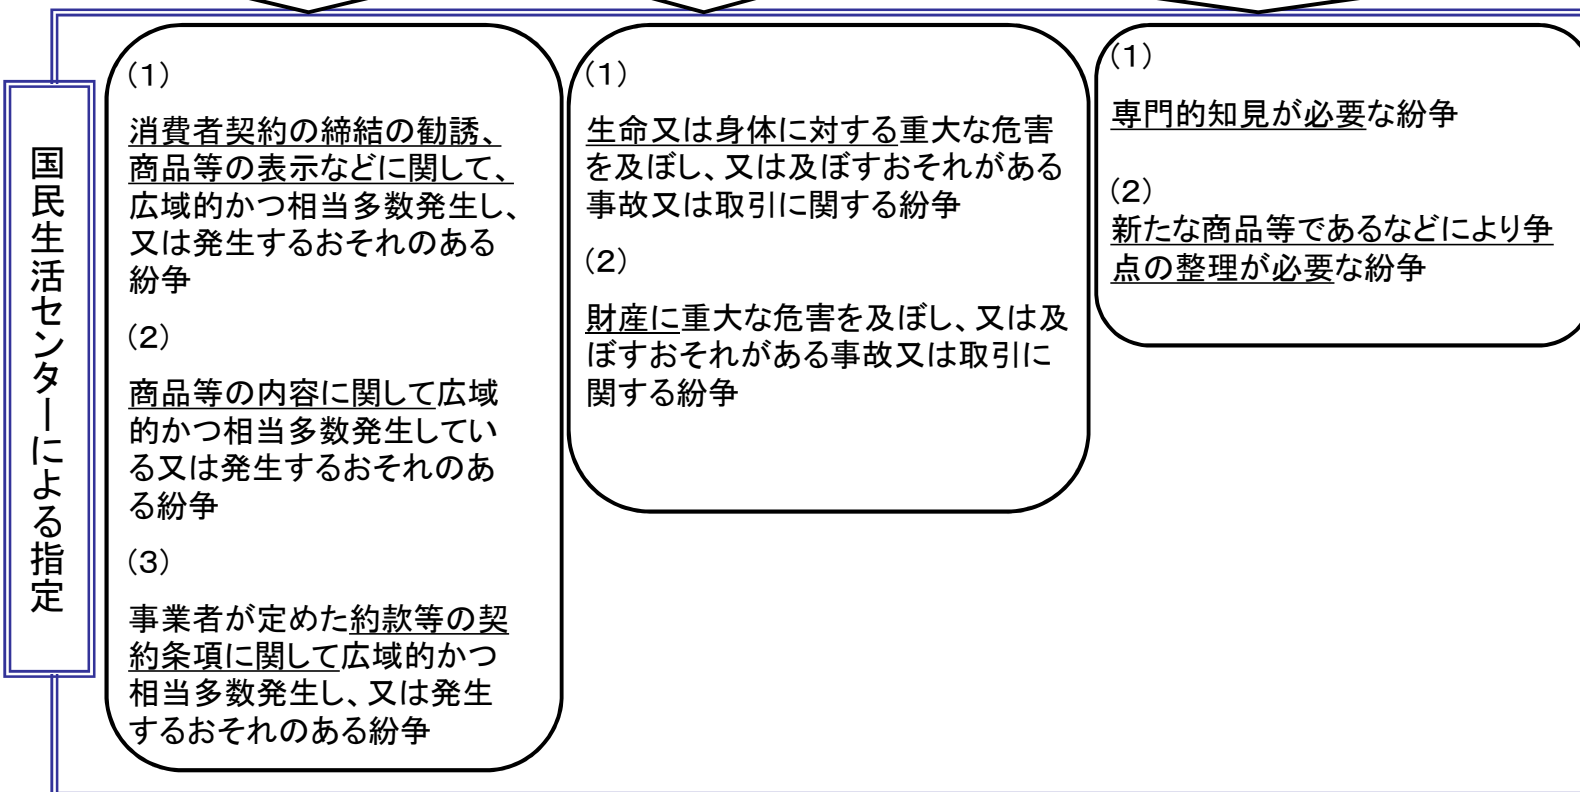 国民生活センターによる指定
（1）
消費者契約の締結の勧誘、
商品等の表示などに関して、
広域的かつ相当多数発生し、
又は発生するおそれのある
紛争
（2）
商品等の内容に関して広域
的かつ相当多数発生してい
る又は発生するおそれのあ
る紛争
（3）
事業者が定めた約款等の契
約条項に関して広域的かつ
相当多数発生し、又は発生
するおそれのある紛争
（1）
生命又は身体に対する重大な危害
を及ぼし、又は及ぼすおそれがある
事故又は取引に関する紛争
（2）
財産に重大な危害を及ぼし、又は及
ぼすおそれがある事故又は取引に
関する紛争
（1）
専門的知見が必要な紛争
（2）
新たな商品等であるなどにより争
点の整理が必要な紛争